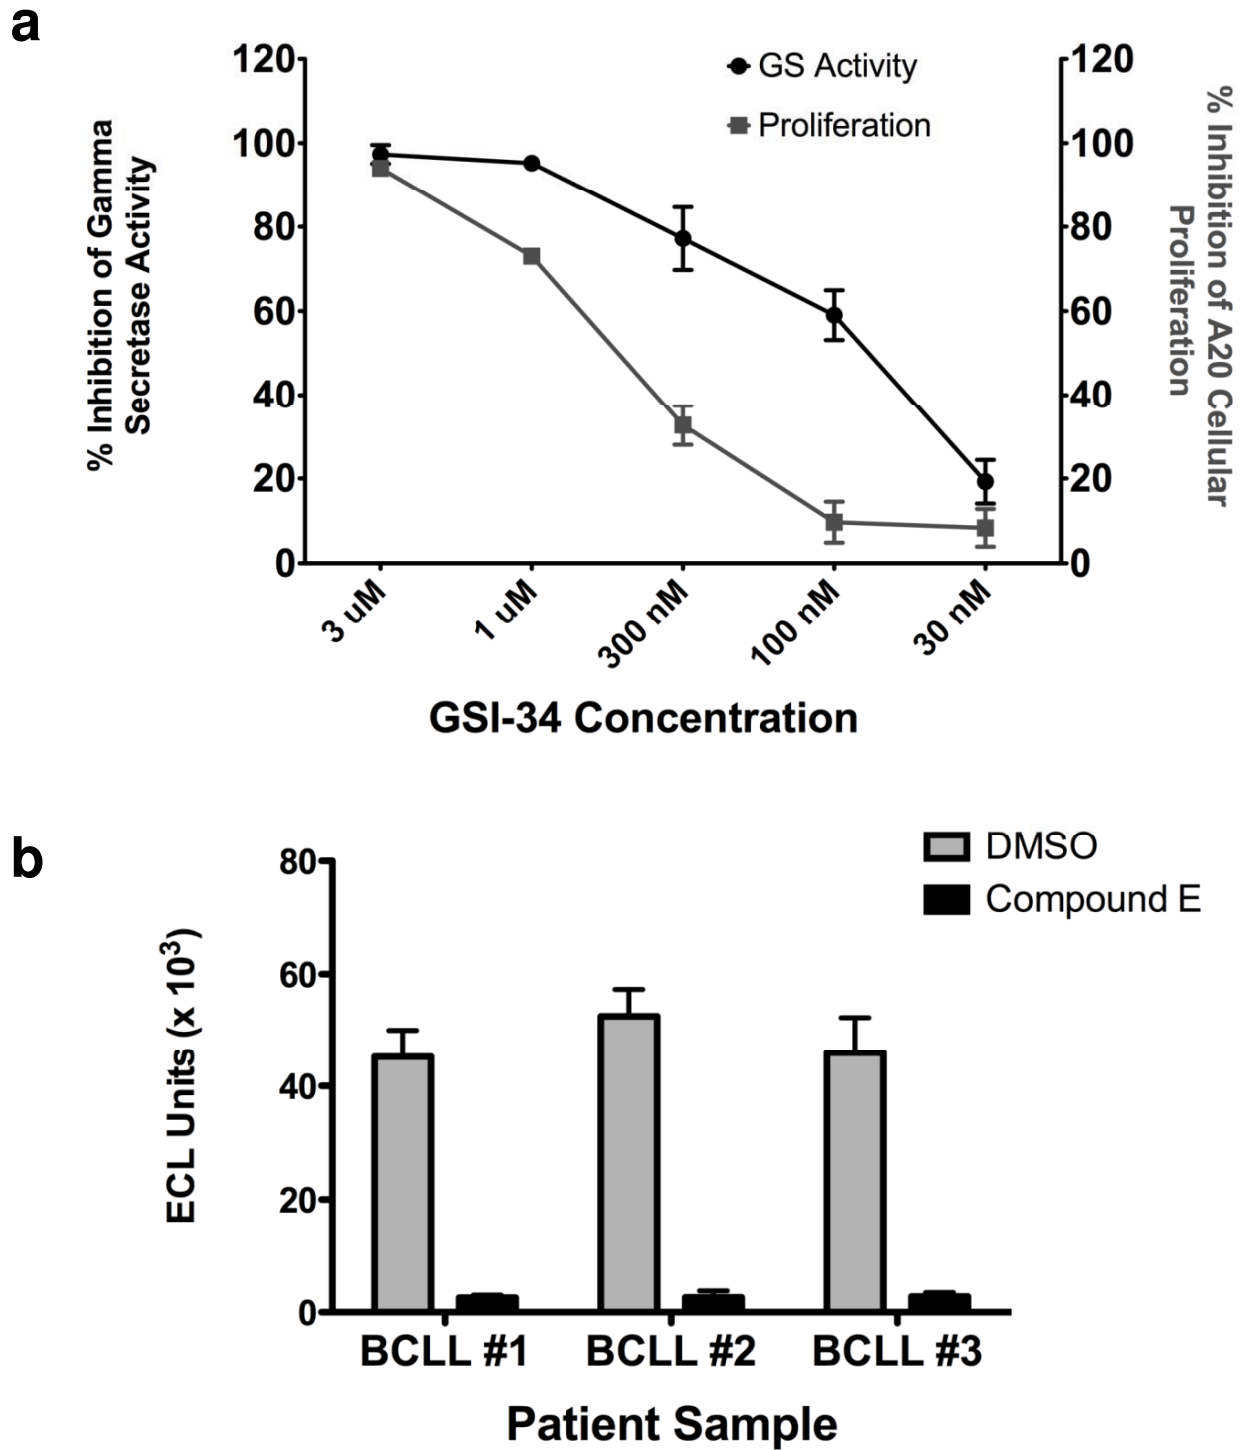 a
120
100
80
60
40
20
0
% Inhibition of Gamma
Secretase Activity
GS Activity
Proliferation
120
100
80
60
40
20
0
% Inhibition of A20 Cellular
Proliferation
3 uM
1 uM
300 nM
100 nM
30 nM
GSI-34 Concentration
b
DMSO
Compound E
80
60
40
20
0
ECL Units (x 10³)
BCLL #1
BCLL #2
BCLL #3
Patient Sample